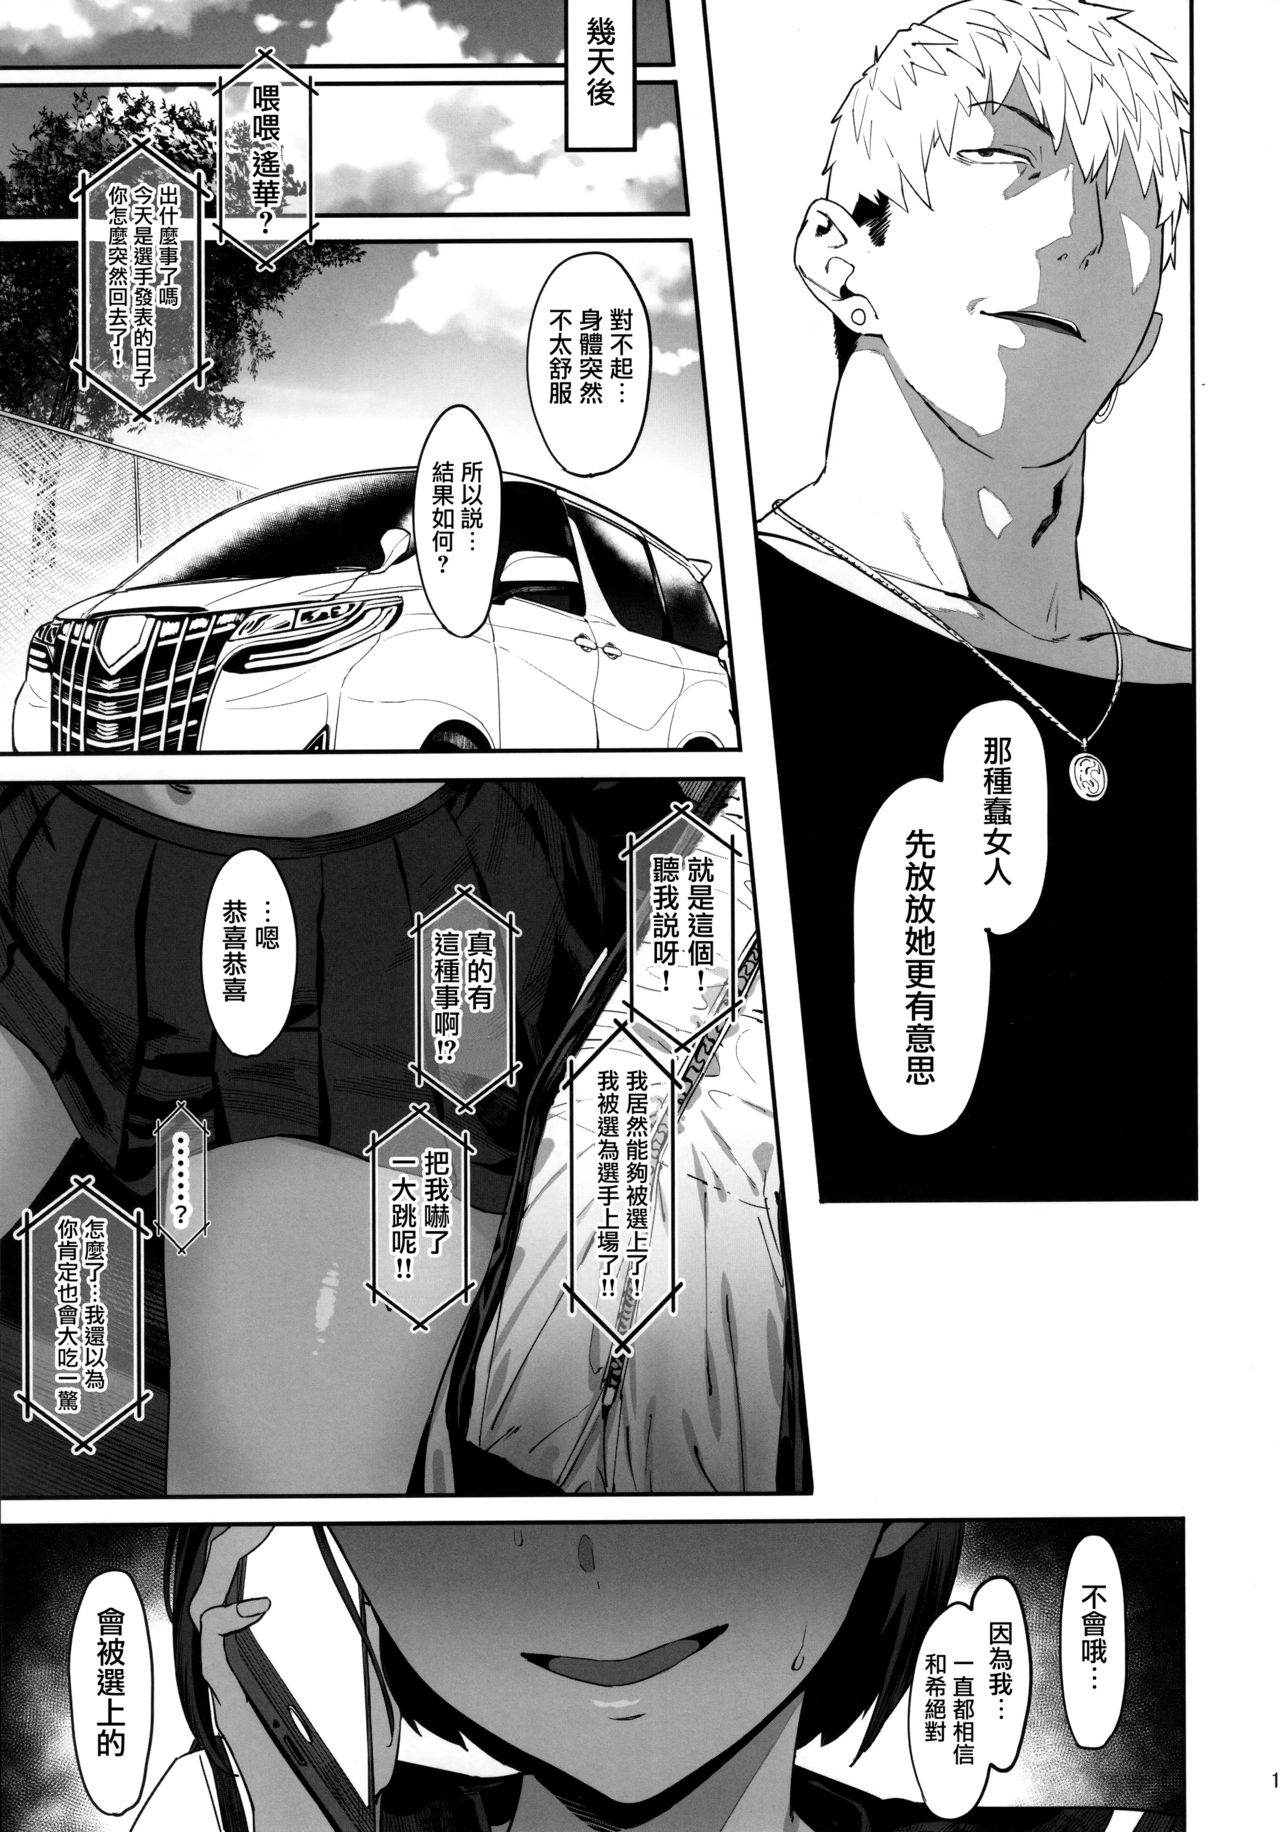 那種蠢女人
先放放她更有意思
幾天後
喂喂遙華？
出什麼事了嗎
今天是選手發表的日子
你怎麼突然回去了！
對不起…
身體突然
不太舒服
所以說…
結果如何？
就是這個！
聽我說呀！
我居然能夠被選上了！
我被選為選手上場了!!
真的有
這種事啊!?
把我嚇了
一大跳呢!!
…嗯
恭喜恭喜
……？
怎麼了…我還以為
你肯定也會大吃一驚
不會哦…
因為我…
一直都相信
和希絕對
會被選上的
1